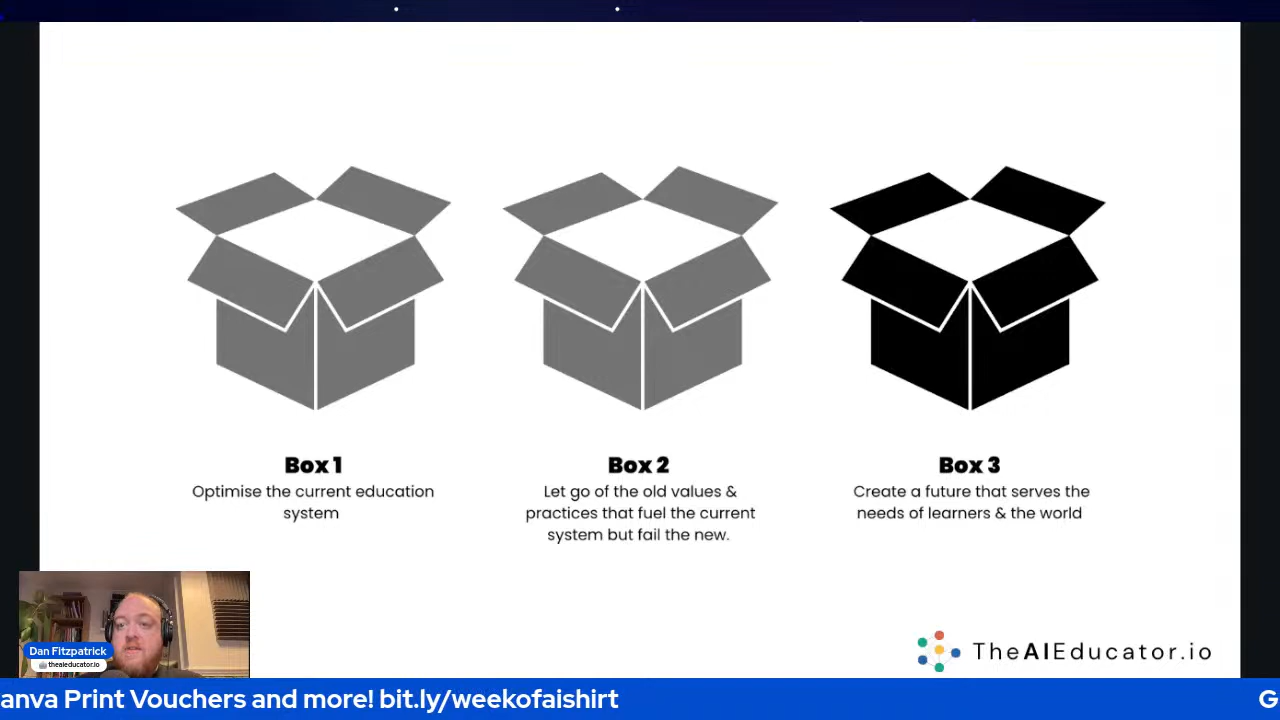 Box 1
Optimise the current education
system
Box 2
Let go of the old values &
practices that fuel the current
system but fail the new.
Box 3
Create a future that serves the
needs of learners & the world
Dan Fitzpatrick
theaieducator.io
TheAIEducator.io
anva Print Vouchers and more! bit.ly/weekofaishirt G